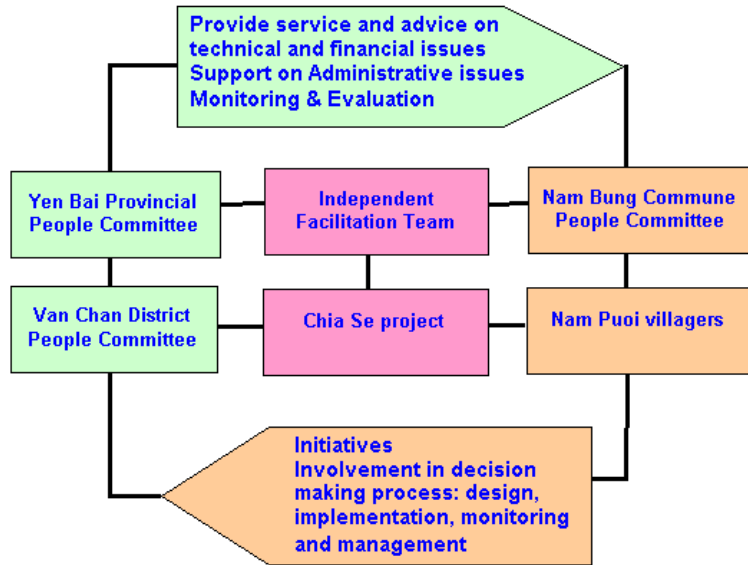 Provide service and advice on
technical and financial issues
Support on Administrative issues
Monitoring & Evaluation
Yen Bai Provincial
People Committee
Independent
Facilitation Team
Nam Bung Commune
People Committee
Van Chan District
People Committee
Chia Se project
Nam Puoi villagers
Initiatives
Involvement in decision
making process: design,
implementation, monitoring
and management